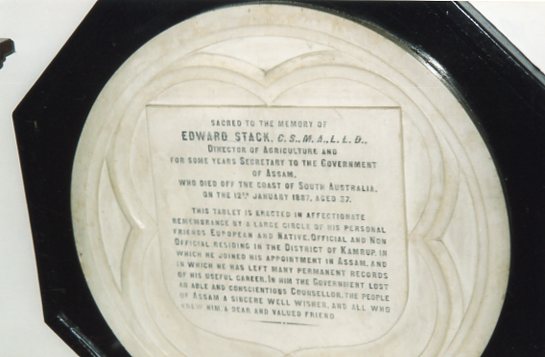 SACRED TO THE MEMORY OF
EDWARD STACK, C.S., M.A., L.L.D.,
DIRECTOR OF AGRICULTURE AND
FOR SOME YEARS SECRETARY TO THE GOVERNMENT
OF ASSAM,
WHO DIED OFF THE COAST OF SOUTH AUSTRALIA,
ON THE 12TH JANUARY 1887, AGED 37.
THIS TABLET IS ERECTED IN AFFECTIONATE
REMEMBRANCE BY A LARGE CIRCLE OF HIS PERSONAL
FRIENDS EUROPEAN AND NATIVE, OFFICIAL AND NON
OFFICIAL RESIDING IN THE DISTRICT OF KAMRUP, IN
WHICH HE JOINED HIS APPOINTMENT IN ASSAM, AND
IN WHICH HE HAS LEFT MANY PERMANENT RECORDS
OF HIS USEFUL CAREER. IN HIM THE GOVERNMENT LOST
AN ABLE AND CONSCIENTIOUS COUNSELLOR, THE PEOPLE
OF ASSAM A SINCERE WELL WISHER, AND ALL WHO
KNEW HIM A DEAR AND VALUED FRIEND